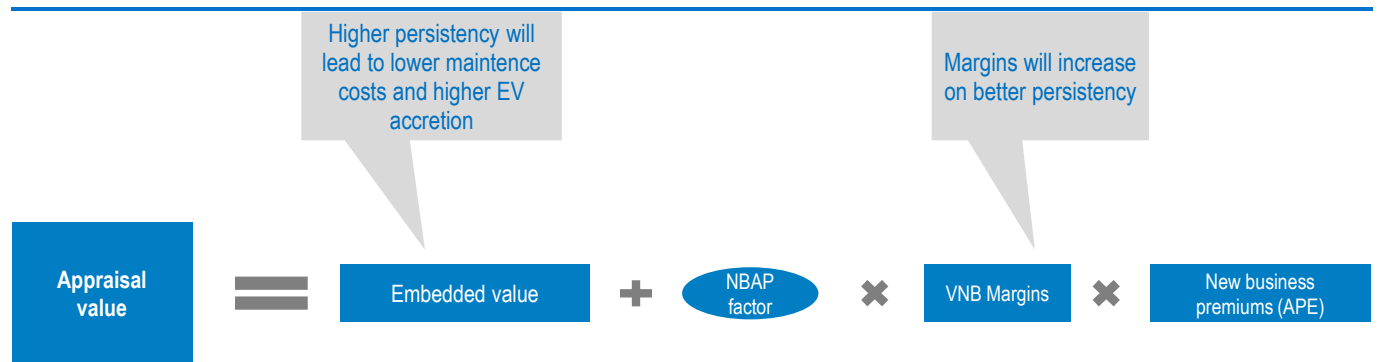 Higher persistency will
lead to lower maintence
costs and higher EV
accretion
Margins will increase
on better persistency
Appraisal
value
=
Embedded value
+
NBAP
factor
×
VNB Margins
×
New business
premiums (APE)